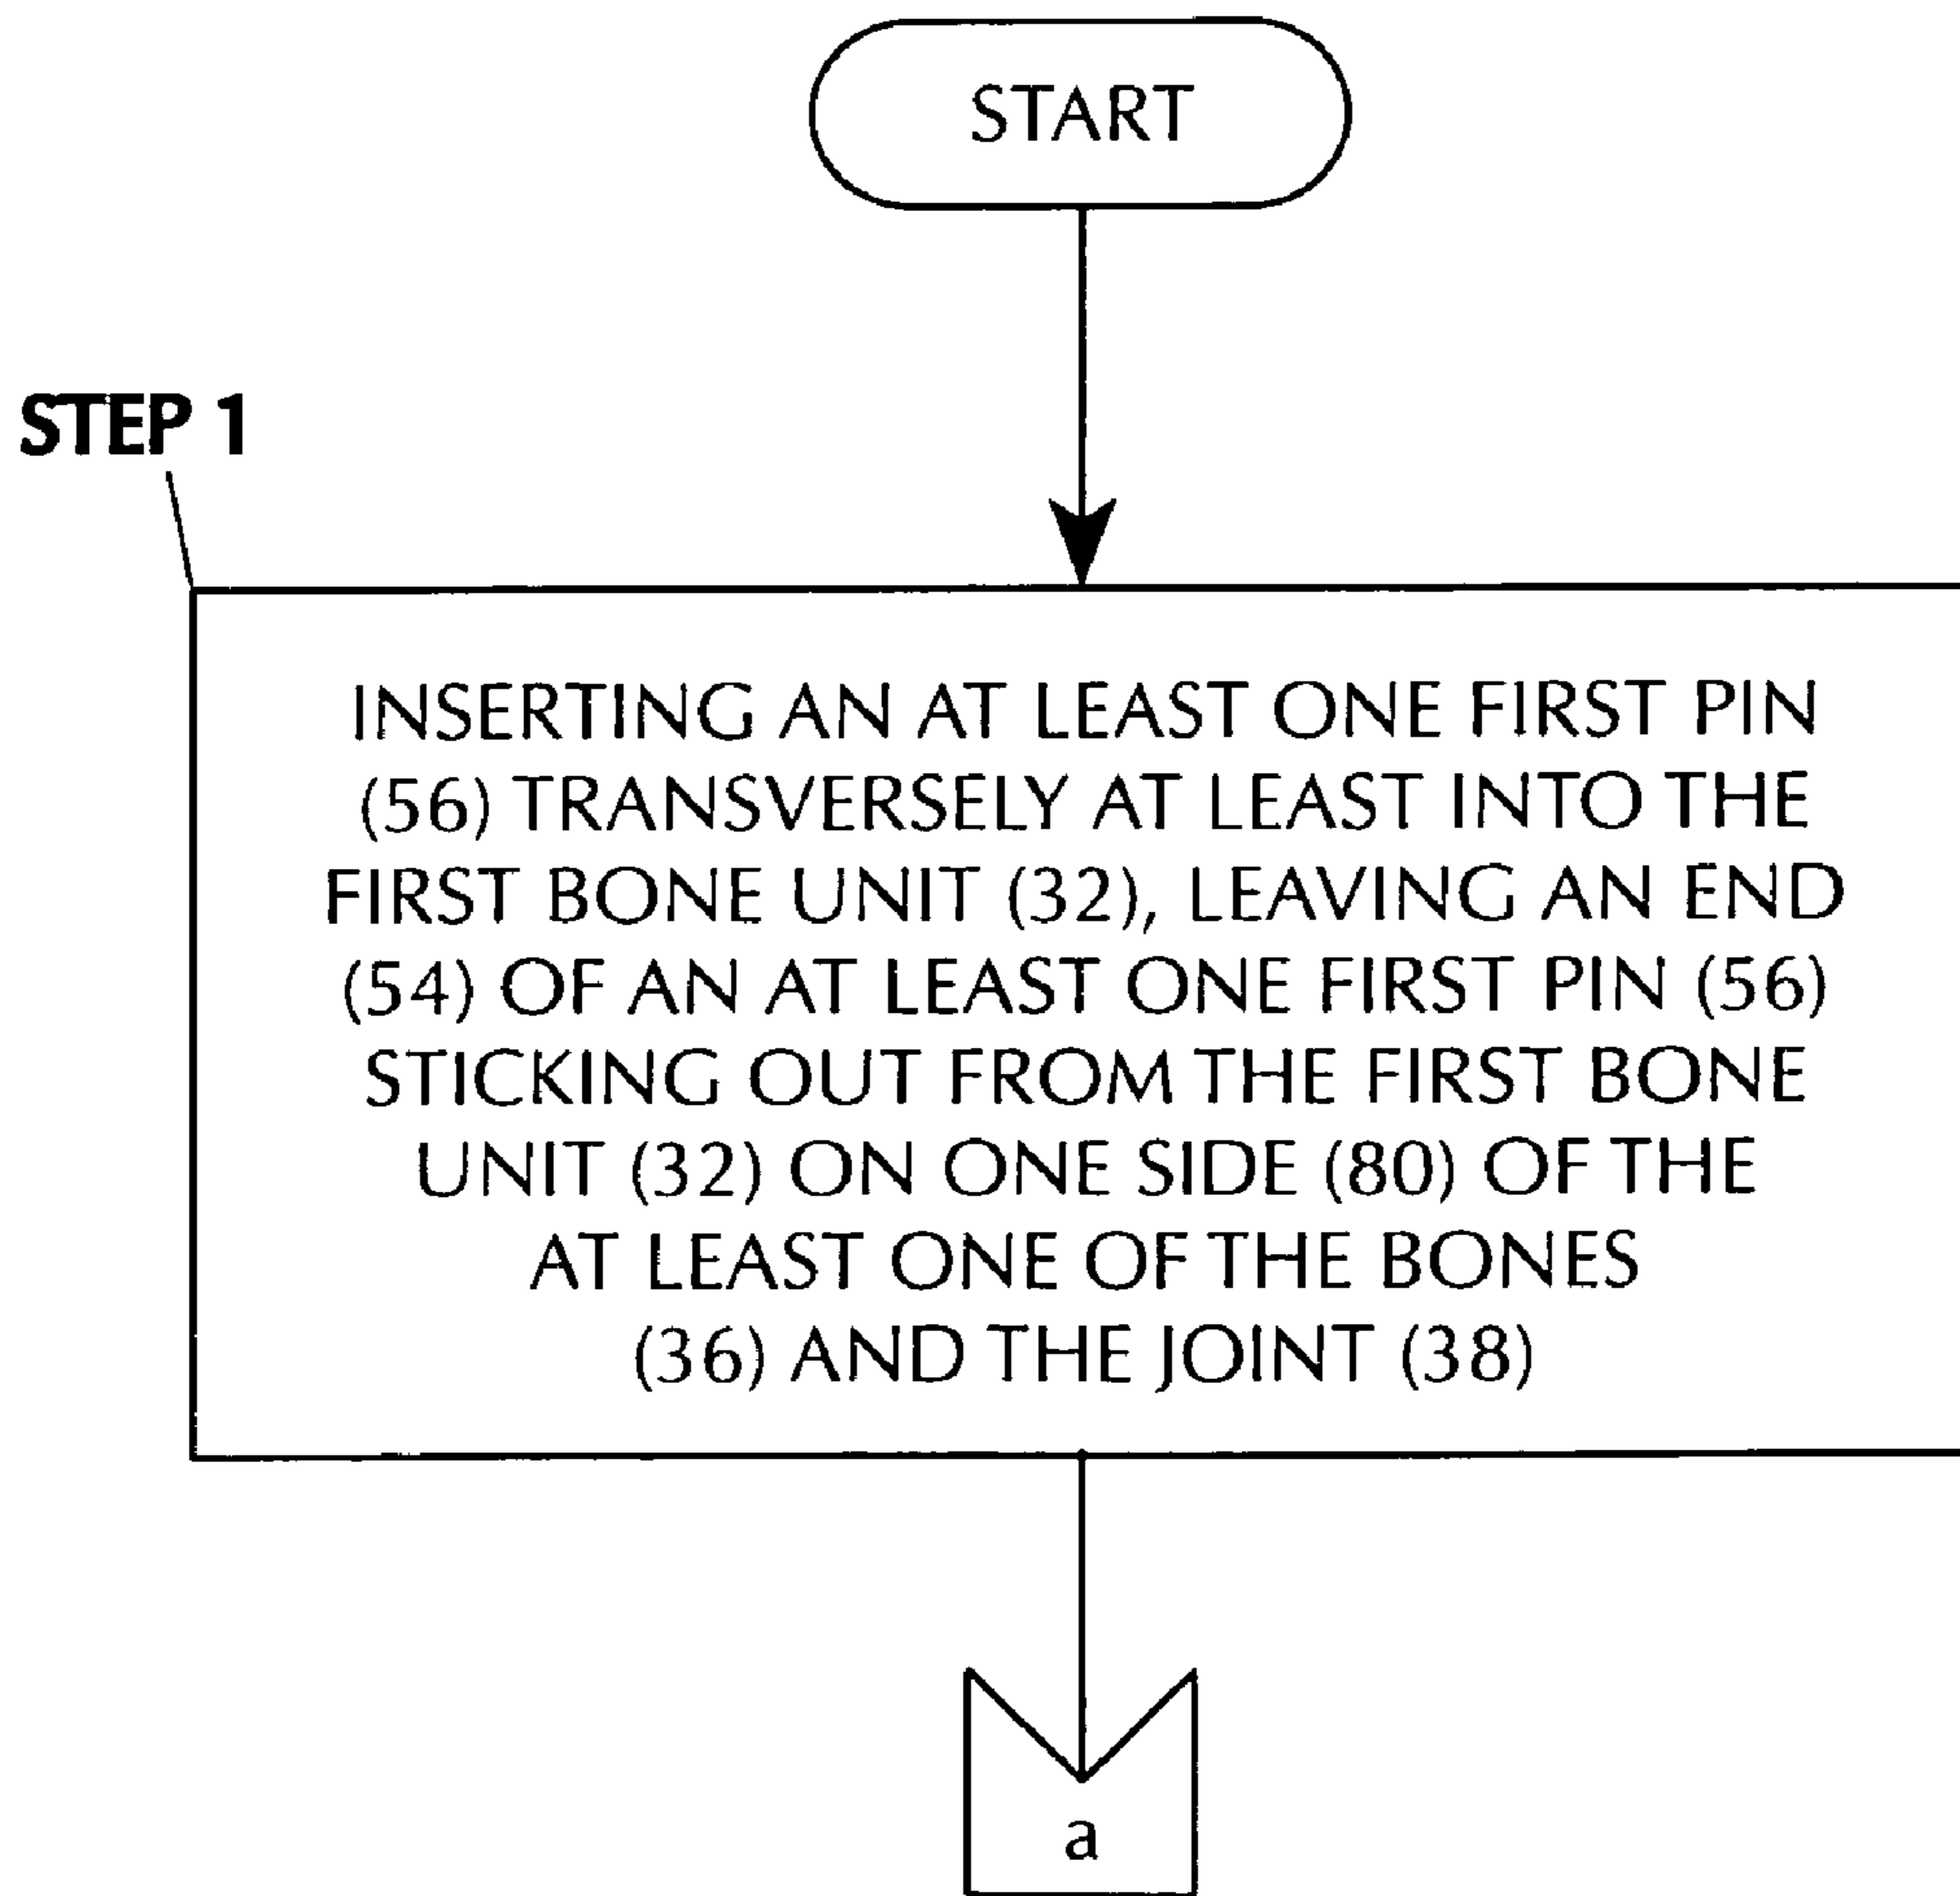 START
STEP 1
INSERTING AN AT LEAST ONE FIRST PIN
(56) TRANSVERSELY AT LEAST INTO THE
FIRST BONE UNIT (32), LEAVING AN END
(54) OF AN AT LEAST ONE FIRST PIN (56)
STICKING OUT FROM THE FIRST BONE
UNIT (32) ON ONE SIDE (80) OF THE
AT LEAST ONE OF THE BONES
(36) AND THE JOINT (38)
a